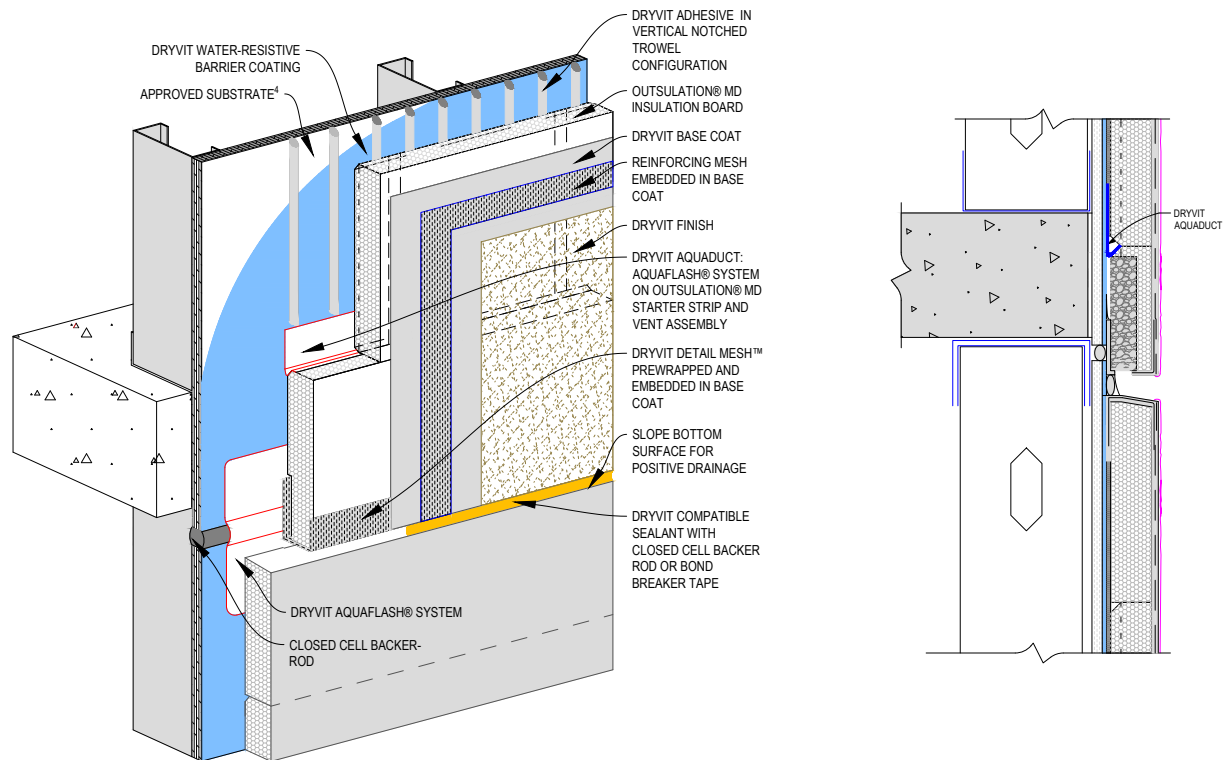 DRYVIT WATER-RESISTIVE
BARRIER COATING
APPROVED SUBSTRATE⁴
DRYVIT ADHESIVE IN
VERTICAL NOTCHED
TROWEL
CONFIGURATION
OUTSULATION® MD
INSULATION BOARD
DRYVIT BASE COAT
REINFORCING MESH
EMBEDDED IN BASE
COAT
DRYVIT FINISH
DRYVIT AQUADUCT:
AQUAFLASH® SYSTEM
ON OUTSULATION® MD
STARTER STRIP AND
VENT ASSEMBLY
DRYVIT DETAIL MESH™
PREWRAPPED AND
EMBEDDED IN BASE
COAT
SLOPE BOTTOM
SURFACE FOR
POSITIVE DRAINAGE
DRYVIT COMPATIBLE
SEALANT WITH
CLOSED CELL BACKER
ROD OR BOND
BREAKER TAPE
DRYVIT AQUAFLASH® SYSTEM
CLOSED CELL BACKER-
ROD
DRYVIT
AQUADUCT